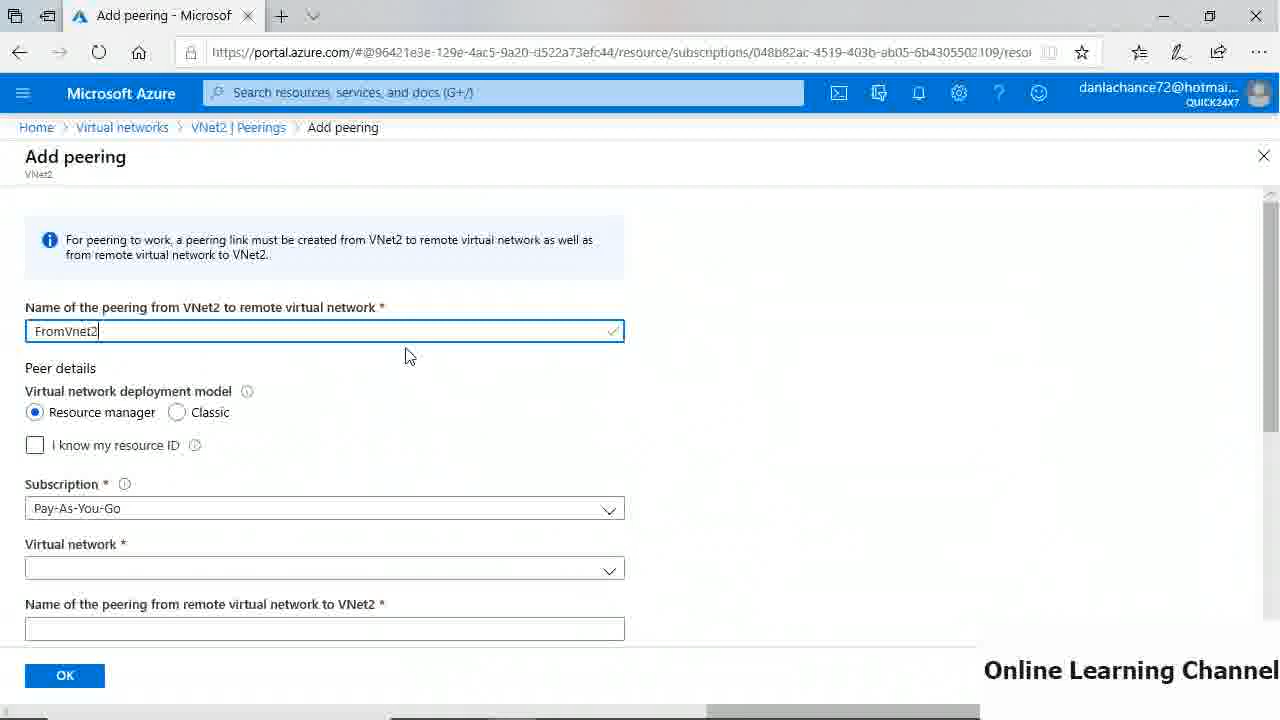 Add peering - Microsof
https://portal.azure.com/#@96421e3e-129e-4ac5-9a20-d522a73efc44/resource/subscriptions/048b82ac-4519-403b-ab05-6b4305502109/resou
Microsoft Azure
Search resources, services, and docs (G+/)
danlachance72@hotmai...
QUICK24X7
Home > Virtual networks > VNet2 | Peerings > Add peering
Add peering
VNet2
For peering to work, a peering link must be created from VNet2 to remote virtual network as well as
from remote virtual network to VNet2.
Name of the peering from VNet2 to remote virtual network *
FromVnet2
Peer details
Virtual network deployment model
Resource manager Classic
I know my resource ID
Subscription *
Pay-As-You-Go
Virtual network *
Name of the peering from remote virtual network to VNet2 *
OK
Online Learning Channel